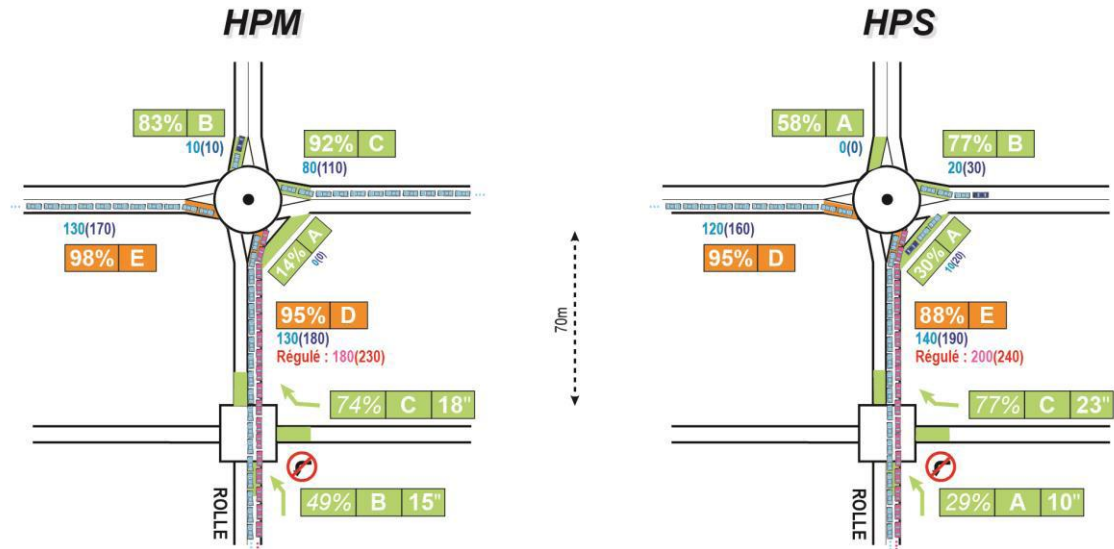 HPM
83% B
10(10)
92% C
80(110)
130(170)
98% E
14% A
0(0)
95% D
130(180)
Régulé : 180(230)
74% C 18"
49% B 15"
ROLLE
70m
HPS
58% A
0(0)
77% B
20(30)
120(160)
95% D
30% A
10(20)
88% E
140(190)
Régulé : 200(240)
77% C 23"
29% A 10"
ROLLE